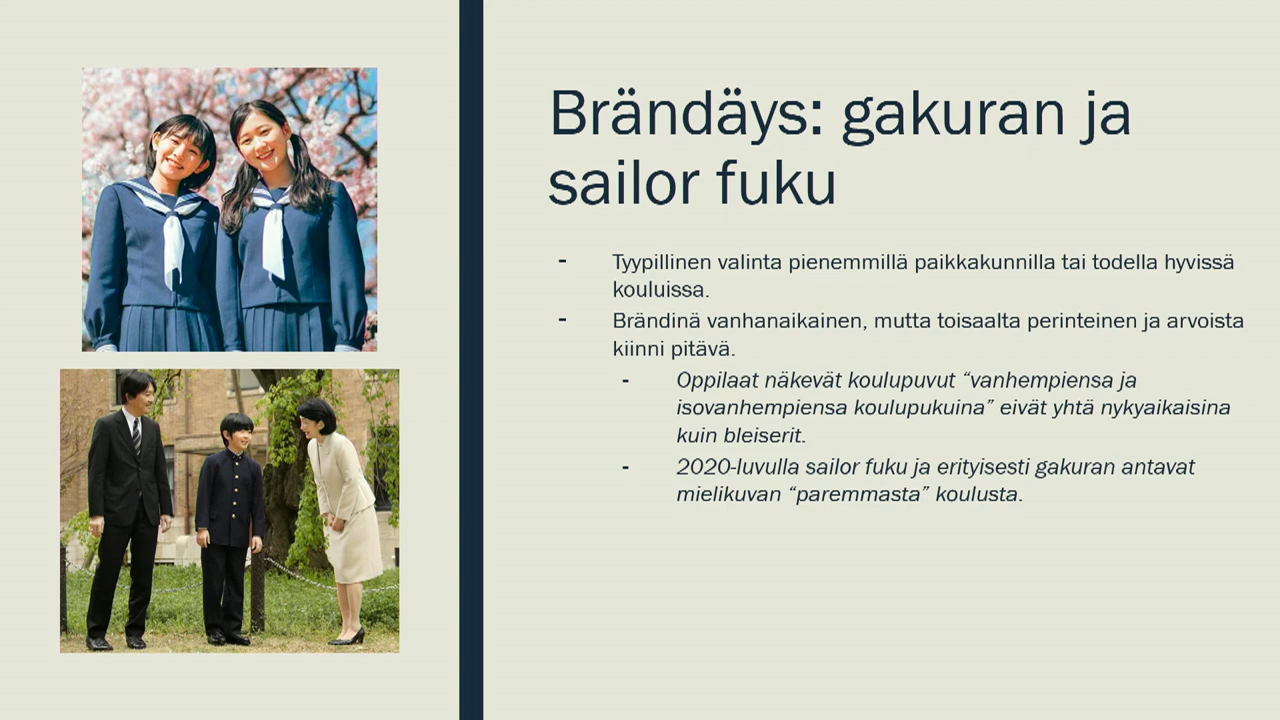 Brändäys: gakuran ja
sailor fuku
- Tyypillinen valinta pienemmillä paikkakunnilla tai todella hyvissä
kouluissa.
- Brändinä vanhanaikainen, mutta toisaalta perinteinen ja arvoista
kiinni pitävä.
- Oppilaat näkevät koulupuvut “vanhempiensa ja
isovanhempiensa koulupukuina” eivät yhtä nykyaikaisina
kuin bleiserit.
- 2020-luvulla sailor fuku ja erityisesti gakuran antavat
mielikuvan “paremmasta” koulusta.